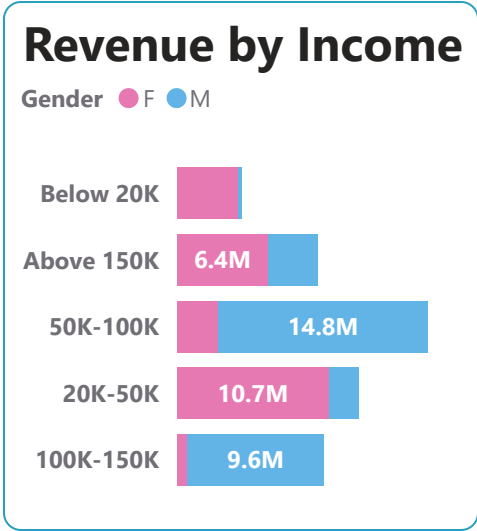 Revenue by Income
Gender F M
Below 20K
Above 150K 6.4M
50K-100K 14.8M
20K-50K 10.7M
100K-150K 9.6M